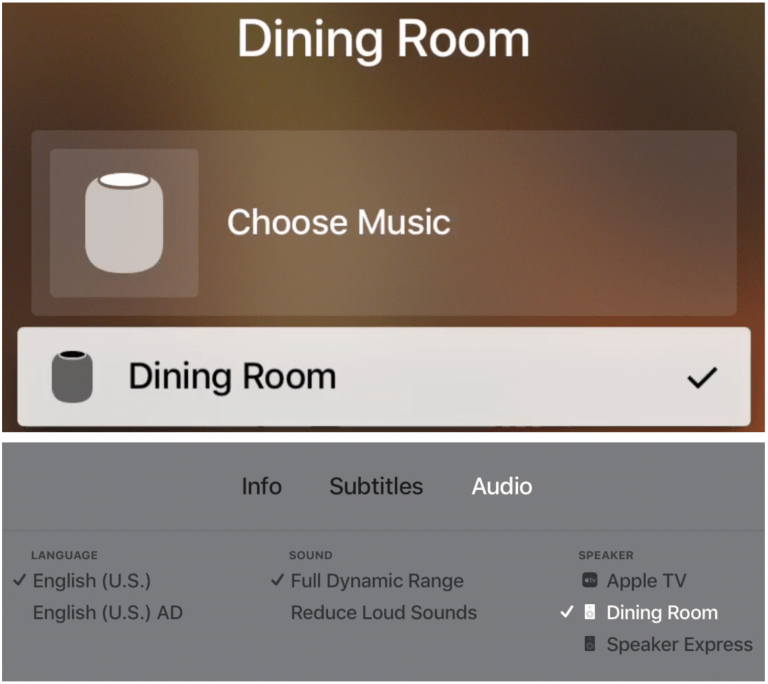 Dining Room
Choose Music
Dining Room
Info Subtitles Audio
LANGUAGE SOUND SPEAKER
English (U.S.) Full Dynamic Range Apple TV
English (U.S.) AD Reduce Loud Sounds Dining Room
Speaker Express